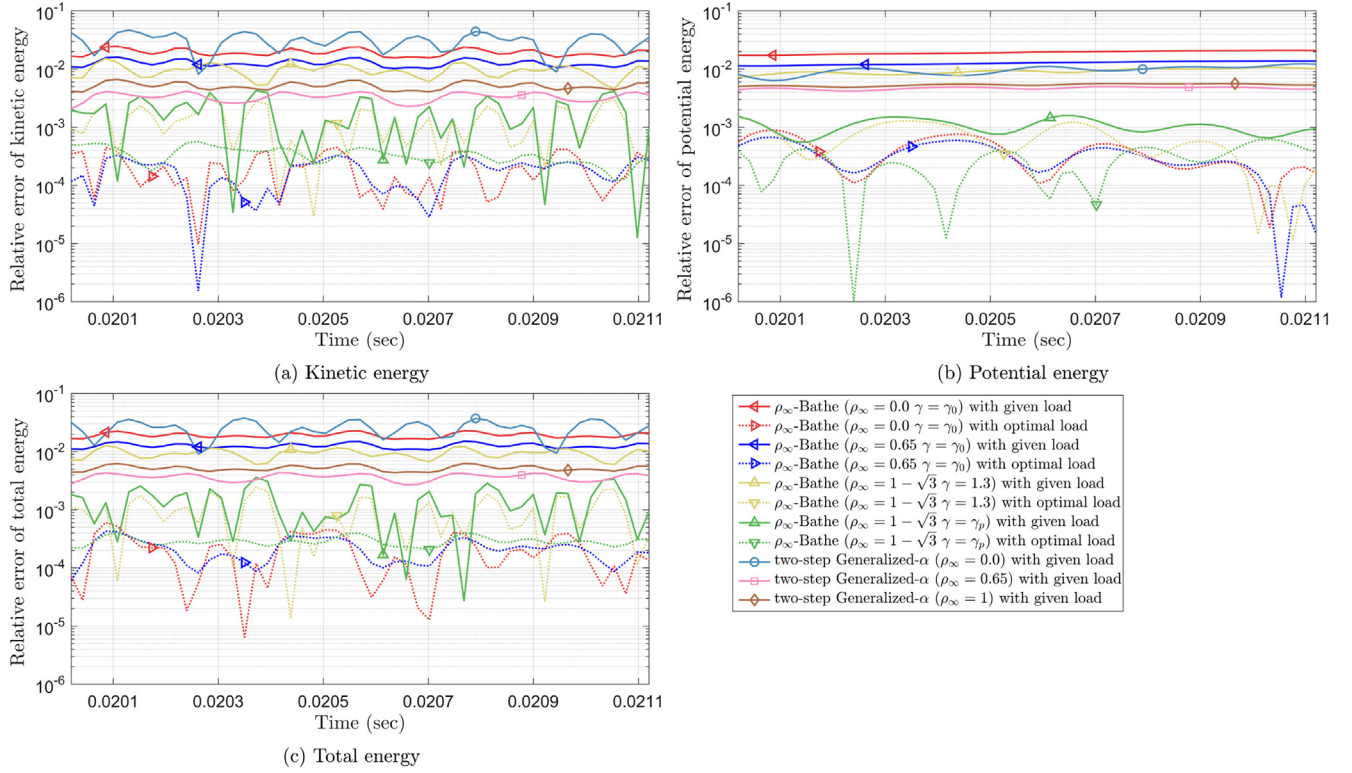 10⁻¹
10⁻²
10⁻³
10⁻⁴
10⁻⁵
10⁻⁶
Relative error of kinetic energy
0.0201 0.0203 0.0205 0.0207 0.0209 0.0211
Time (sec)
(a) Kinetic energy
10⁻¹
10⁻²
10⁻³
10⁻⁴
10⁻⁵
10⁻⁶
Relative error of potential energy
0.0201 0.0203 0.0205 0.0207 0.0209 0.0211
Time (sec)
(b) Potential energy
10⁻¹
10⁻²
10⁻³
10⁻⁴
10⁻⁵
10⁻⁶
Relative error of total energy
0.0201 0.0203 0.0205 0.0207 0.0209 0.0211
Time (sec)
(c) Total energy
ρ∞-Bathe (ρ∞ = 0.0 γ = γ₀) with given load
ρ∞-Bathe (ρ∞ = 0.0 γ = γ₀) with optimal load
ρ∞-Bathe (ρ∞ = 0.65 γ = γ₀) with given load
ρ∞-Bathe (ρ∞ = 0.65 γ = γ₀) with optimal load
ρ∞-Bathe (ρ∞ = 1 − √3 γ = 1.3) with given load
ρ∞-Bathe (ρ∞ = 1 − √3 γ = 1.3) with optimal load
ρ∞-Bathe (ρ∞ = 1 − √3 γ = γₚ) with given load
ρ∞-Bathe (ρ∞ = 1 − √3 γ = γₚ) with optimal load
two-step Generalized-α (ρ∞ = 0.0) with given load
two-step Generalized-α (ρ∞ = 0.65) with given load
two-step Generalized-α (ρ∞ = 1) with given load